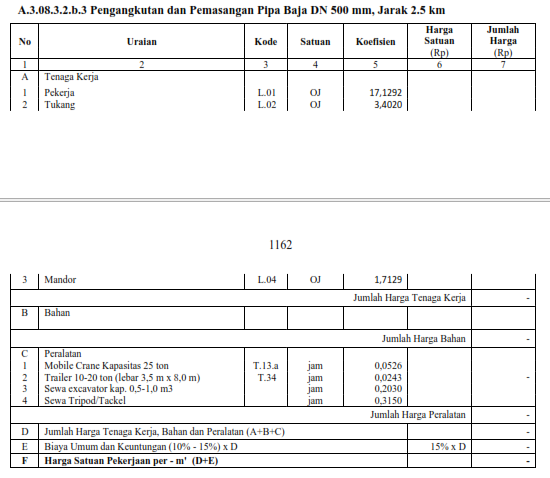 A.3.08.3.2.b.3 Pengangkutan dan Pemasangan Pipa Baja DN 500 mm, Jarak 2.5 km
No Uraian Kode Satuan Koefisien Harga Satuan (Rp) Jumlah Harga (Rp)
1 2 3 4 5 6 7
A Tenaga Kerja
1 Pekerja L.01 OJ 17,1292
2 Tukang L.02 OJ 3,4020
1162
3 Mandor L.04 OJ 1,7129
Jumlah Harga Tenaga Kerja -
B Bahan
Jumlah Harga Bahan -
C Peralatan
1 Mobile Crane Kapasitas 25 ton T.13.a jam 0,0526
2 Trailer 10-20 ton (lebar 3,5 m x 8,0 m) T.34 jam 0,0243 -
3 Sewa excavator kap. 0,5-1,0 m3 jam 0,2030
4 Sewa Tripod/Tackel jam 0,3150
Jumlah Harga Peralatan -
D Jumlah Harga Tenaga Kerja, Bahan dan Peralatan (A+B+C) -
E Biaya Umum dan Keuntungan (10% - 15%) x D 15% x D -
F Harga Satuan Pekerjaan per - m' (D+E) -